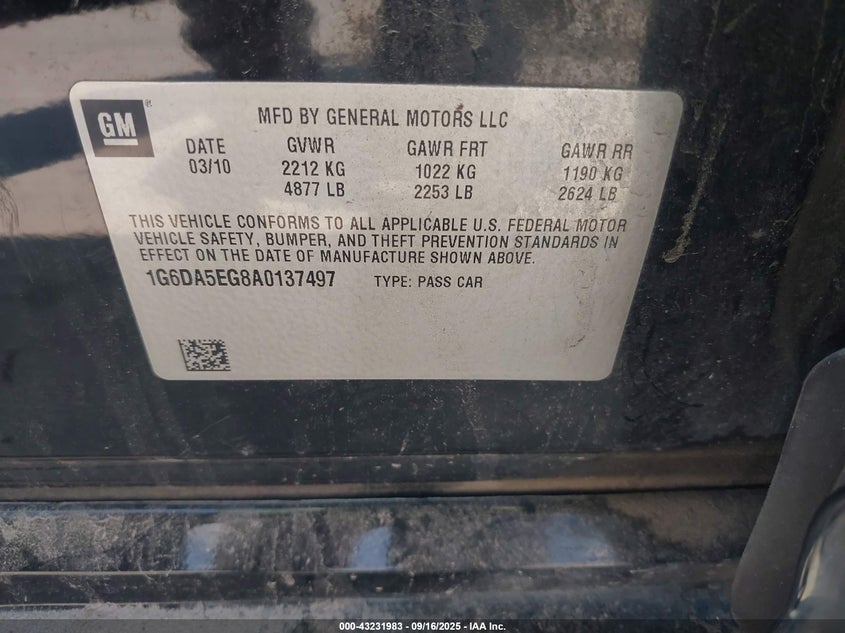 GM®
MFD BY GENERAL MOTORS LLC
DATE GVWR GAWR FRT GAWR RR
03/10 2212 KG 1022 KG 1190 KG
4877 LB 2253 LB 2624 LB
THIS VEHICLE CONFORMS TO ALL APPLICABLE U.S. FEDERAL MOTOR
VEHICLE SAFETY, BUMPER, AND THEFT PREVENTION STANDARDS IN
EFFECT ON THE DATE OF MANUFACTURE SHOWN ABOVE.
1G6DA5EG8A0137497 TYPE: PASS CAR
000-43231983 - 09/16/2025 - IAA Inc.